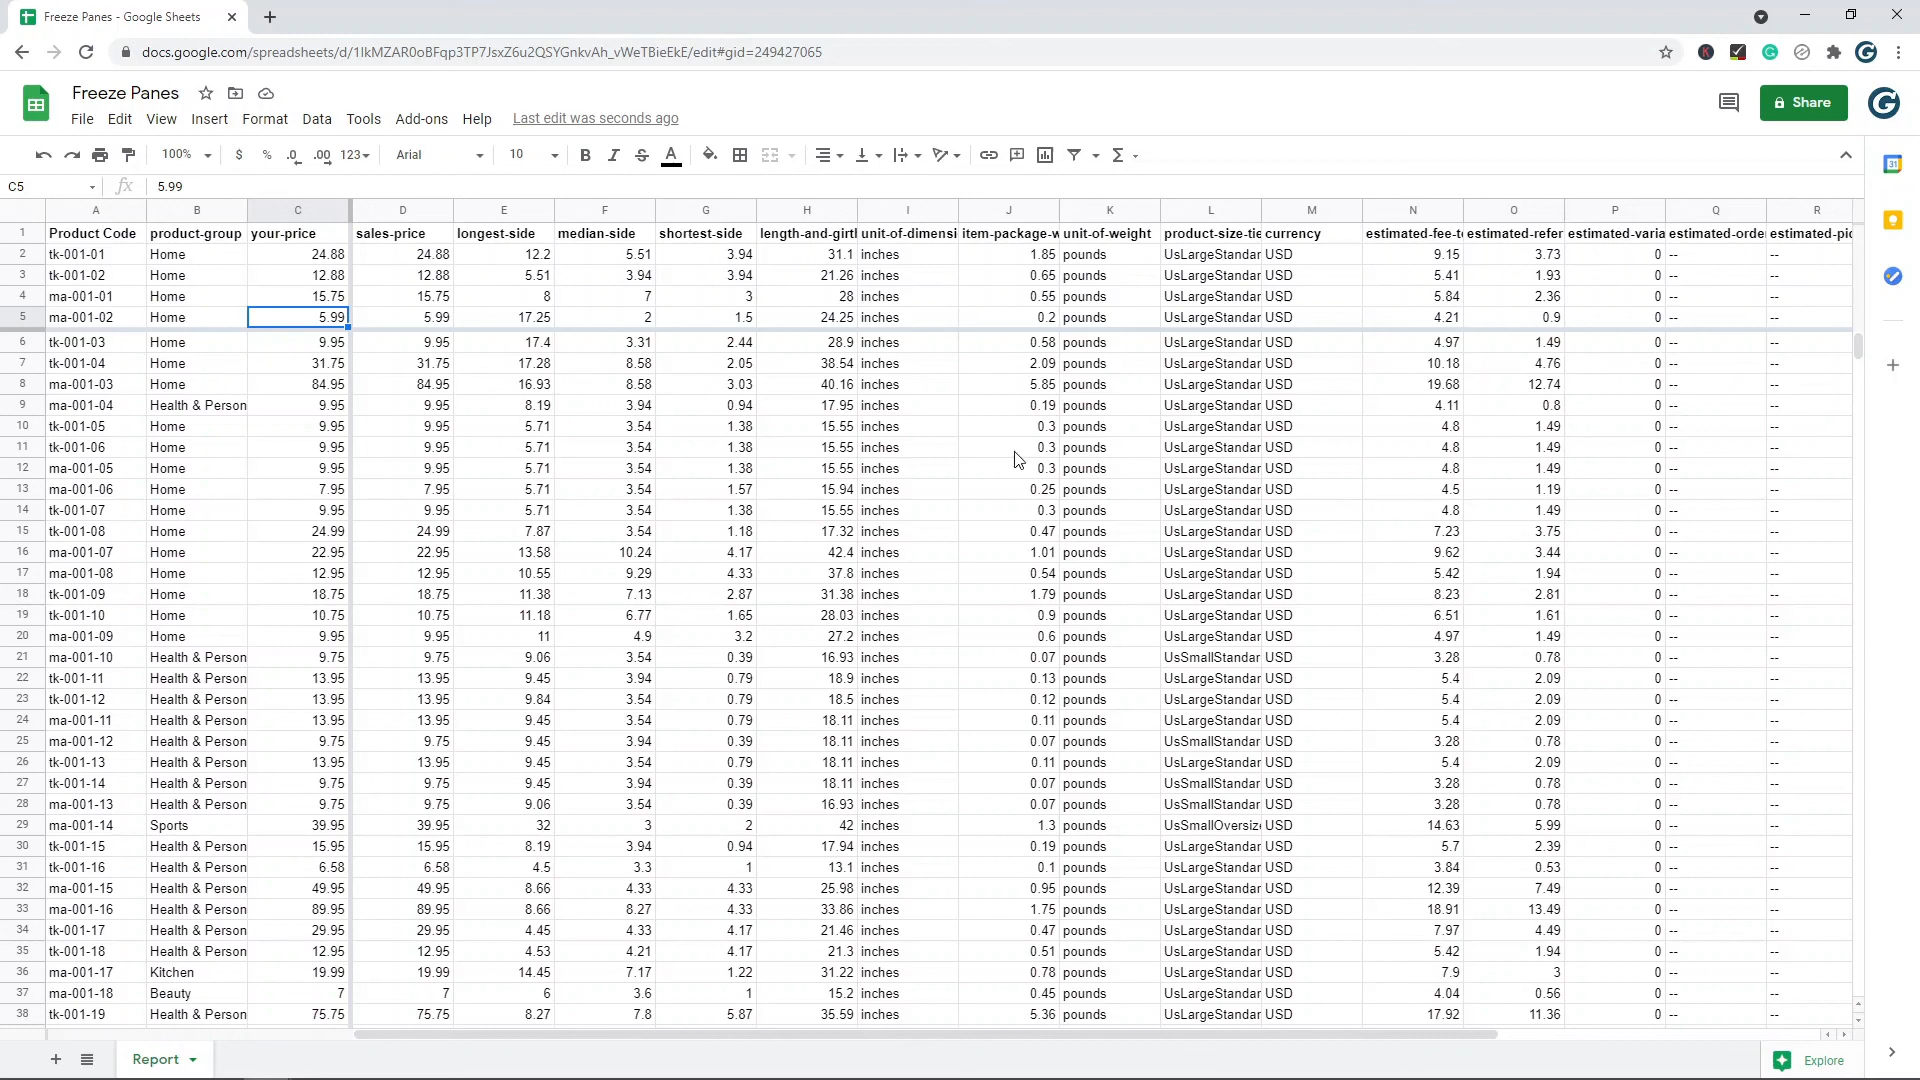 Freeze Panes - Google Sheets
docs.google.com/spreadsheets/d/1IkMZAR0oBFqp3TP7JsxZ6u2QSYGnkvAh_vWeTBieEkE/edit#gid=249427065
Freeze Panes
File Edit View Insert Format Data Tools Add-ons Help Last edit was seconds ago
Share
100% $ % .0 .00 123 Arial 10 B I S A
31
C5 fx 5.99
A B C D E F G H I J K L M N O P Q R
1 Product Code product-group your-price sales-price longest-side median-side shortest-side length-and-girtl unit-of-dimensi item-package-w unit-of-weight product-size-tie currency estimated-fee-t estimated-refer estimated-varia estimated-orde estimated-pic
2 tk-001-01 Home 24.88 24.88 12.2 5.51 3.94 31.1 inches 1.85 pounds UsLargeStandar USD 9.15 3.73 0 -- --
3 tk-001-02 Home 12.88 12.88 5.51 3.94 3.94 21.26 inches 0.65 pounds UsLargeStandar USD 5.41 1.93 0 -- --
4 ma-001-01 Home 15.75 15.75 8 7 3 28 inches 0.55 pounds UsLargeStandar USD 5.84 2.36 0 -- --
5 ma-001-02 Home 5.99 5.99 17.25 2 1.5 24.25 inches 0.2 pounds UsLargeStandar USD 4.21 0.9 0 -- --
6 tk-001-03 Home 9.95 9.95 17.4 3.31 2.44 28.9 inches 0.58 pounds UsLargeStandar USD 4.97 1.49 0 -- --
7 tk-001-04 Home 31.75 31.75 17.28 8.58 2.05 38.54 inches 2.09 pounds UsLargeStandar USD 10.18 4.76 0 -- --
8 ma-001-03 Home 84.95 84.95 16.93 8.58 3.03 40.16 inches 5.85 pounds UsLargeStandar USD 19.68 12.74 0 -- --
9 ma-001-04 Health & Person 9.95 9.95 8.19 3.94 0.94 17.95 inches 0.19 pounds UsLargeStandar USD 4.11 0.8 0 -- --
10 tk-001-05 Home 9.95 9.95 5.71 3.54 1.38 15.55 inches 0.3 pounds UsLargeStandar USD 4.8 1.49 0 -- --
11 tk-001-06 Home 9.95 9.95 5.71 3.54 1.38 15.55 inches 0.3 pounds UsLargeStandar USD 4.8 1.49 0 -- --
12 ma-001-05 Home 9.95 9.95 5.71 3.54 1.38 15.55 inches 0.3 pounds UsLargeStandar USD 4.8 1.49 0 -- --
13 ma-001-06 Home 7.95 7.95 5.71 3.54 1.57 15.94 inches 0.25 pounds UsLargeStandar USD 4.5 1.19 0 -- --
14 tk-001-07 Home 9.95 9.95 5.71 3.54 1.38 15.55 inches 0.3 pounds UsLargeStandar USD 4.8 1.49 0 -- --
15 tk-001-08 Home 24.99 24.99 7.87 3.54 1.18 17.32 inches 0.47 pounds UsLargeStandar USD 7.23 3.75 0 -- --
16 ma-001-07 Home 22.95 22.95 13.58 10.24 4.17 42.4 inches 1.01 pounds UsLargeStandar USD 9.62 3.44 0 -- --
17 ma-001-08 Home 12.95 12.95 10.55 9.29 4.33 37.8 inches 0.54 pounds UsLargeStandar USD 5.42 1.94 0 -- --
18 tk-001-09 Home 18.75 18.75 11.38 7.13 2.87 31.38 inches 1.79 pounds UsLargeStandar USD 8.23 2.81 0 -- --
19 tk-001-10 Home 10.75 10.75 11.18 6.77 1.65 28.03 inches 0.9 pounds UsLargeStandar USD 6.51 1.61 0 -- --
20 ma-001-09 Home 9.95 9.95 11 4.9 3.2 27.2 inches 0.6 pounds UsLargeStandar USD 4.97 1.49 0 -- --
21 ma-001-10 Health & Person 9.75 9.75 9.06 3.54 0.39 16.93 inches 0.07 pounds UsSmallStandar USD 3.28 0.78 0 -- --
22 tk-001-11 Health & Person 13.95 13.95 9.45 3.94 0.79 18.9 inches 0.13 pounds UsLargeStandar USD 5.4 2.09 0 -- --
23 tk-001-12 Health & Person 13.95 13.95 9.84 3.54 0.79 18.5 inches 0.12 pounds UsLargeStandar USD 5.4 2.09 0 -- --
24 ma-001-11 Health & Person 13.95 13.95 9.45 3.54 0.79 18.11 inches 0.11 pounds UsLargeStandar USD 5.4 2.09 0 -- --
25 ma-001-12 Health & Person 9.75 9.75 9.45 3.94 0.39 18.11 inches 0.07 pounds UsSmallStandar USD 3.28 0.78 0 -- --
26 tk-001-13 Health & Person 13.95 13.95 9.45 3.54 0.79 18.11 inches 0.11 pounds UsLargeStandar USD 5.4 2.09 0 -- --
27 tk-001-14 Health & Person 9.75 9.75 9.45 3.94 0.39 18.11 inches 0.07 pounds UsSmallStandar USD 3.28 0.78 0 -- --
28 ma-001-13 Health & Person 9.75 9.75 9.06 3.54 0.39 16.93 inches 0.07 pounds UsSmallStandar USD 3.28 0.78 0 -- --
29 ma-001-14 Sports 39.95 39.95 32 3 2 42 inches 1.3 pounds UsSmallOversize USD 14.63 5.99 0 -- --
30 tk-001-15 Health & Person 15.95 15.95 8.19 3.94 0.94 17.94 inches 0.19 pounds UsLargeStandar USD 5.7 2.39 0 -- --
31 tk-001-16 Health & Person 6.58 6.58 4.5 3.3 1 13.1 inches 0.1 pounds UsLargeStandar USD 3.84 0.53 0 -- --
32 ma-001-15 Health & Person 49.95 49.95 8.66 4.33 4.33 25.98 inches 0.95 pounds UsLargeStandar USD 12.39 7.49 0 -- --
33 ma-001-16 Health & Person 89.95 89.95 8.66 8.27 4.33 33.86 inches 1.75 pounds UsLargeStandar USD 18.91 13.49 0 -- --
34 tk-001-17 Health & Person 29.95 29.95 4.45 4.33 4.17 21.46 inches 0.47 pounds UsLargeStandar USD 7.97 4.49 0 -- --
35 tk-001-18 Health & Person 12.95 12.95 4.53 4.21 4.17 21.3 inches 0.51 pounds UsLargeStandar USD 5.42 1.94 0 -- --
36 ma-001-17 Kitchen 19.99 19.99 14.45 7.17 1.22 31.22 inches 0.78 pounds UsLargeStandar USD 7.9 3 0 -- --
37 ma-001-18 Beauty 7 7 6 3.6 1 15.2 inches 0.45 pounds UsLargeStandar USD 4.04 0.56 0 -- --
38 tk-001-19 Health & Person 75.75 75.75 8.27 7.8 5.87 35.59 inches 5.36 pounds UsLargeStandar USD 17.92 11.36 0 -- --
Report
Explore